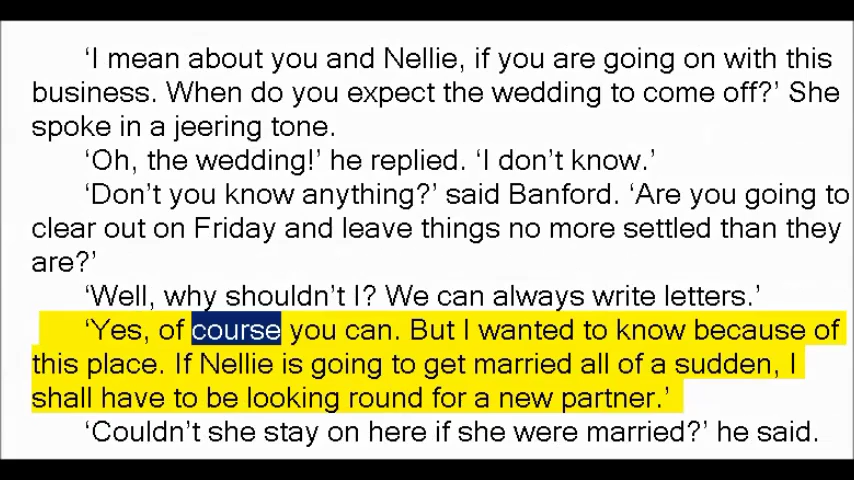 ‘I mean about you and Nellie, if you are going on with this
business. When do you expect the wedding to come off?’ She
spoke in a jeering tone.
‘Oh, the wedding!’ he replied. ‘I don’t know.’
‘Don’t you know anything?’ said Banford. ‘Are you going to
clear out on Friday and leave things no more settled than they
are?’
‘Well, why shouldn’t I? We can always write letters.’
‘Yes, of course you can. But I wanted to know because of
this place. If Nellie is going to get married all of a sudden, I
shall have to be looking round for a new partner.’
‘Couldn’t she stay on here if she were married?’ he said.